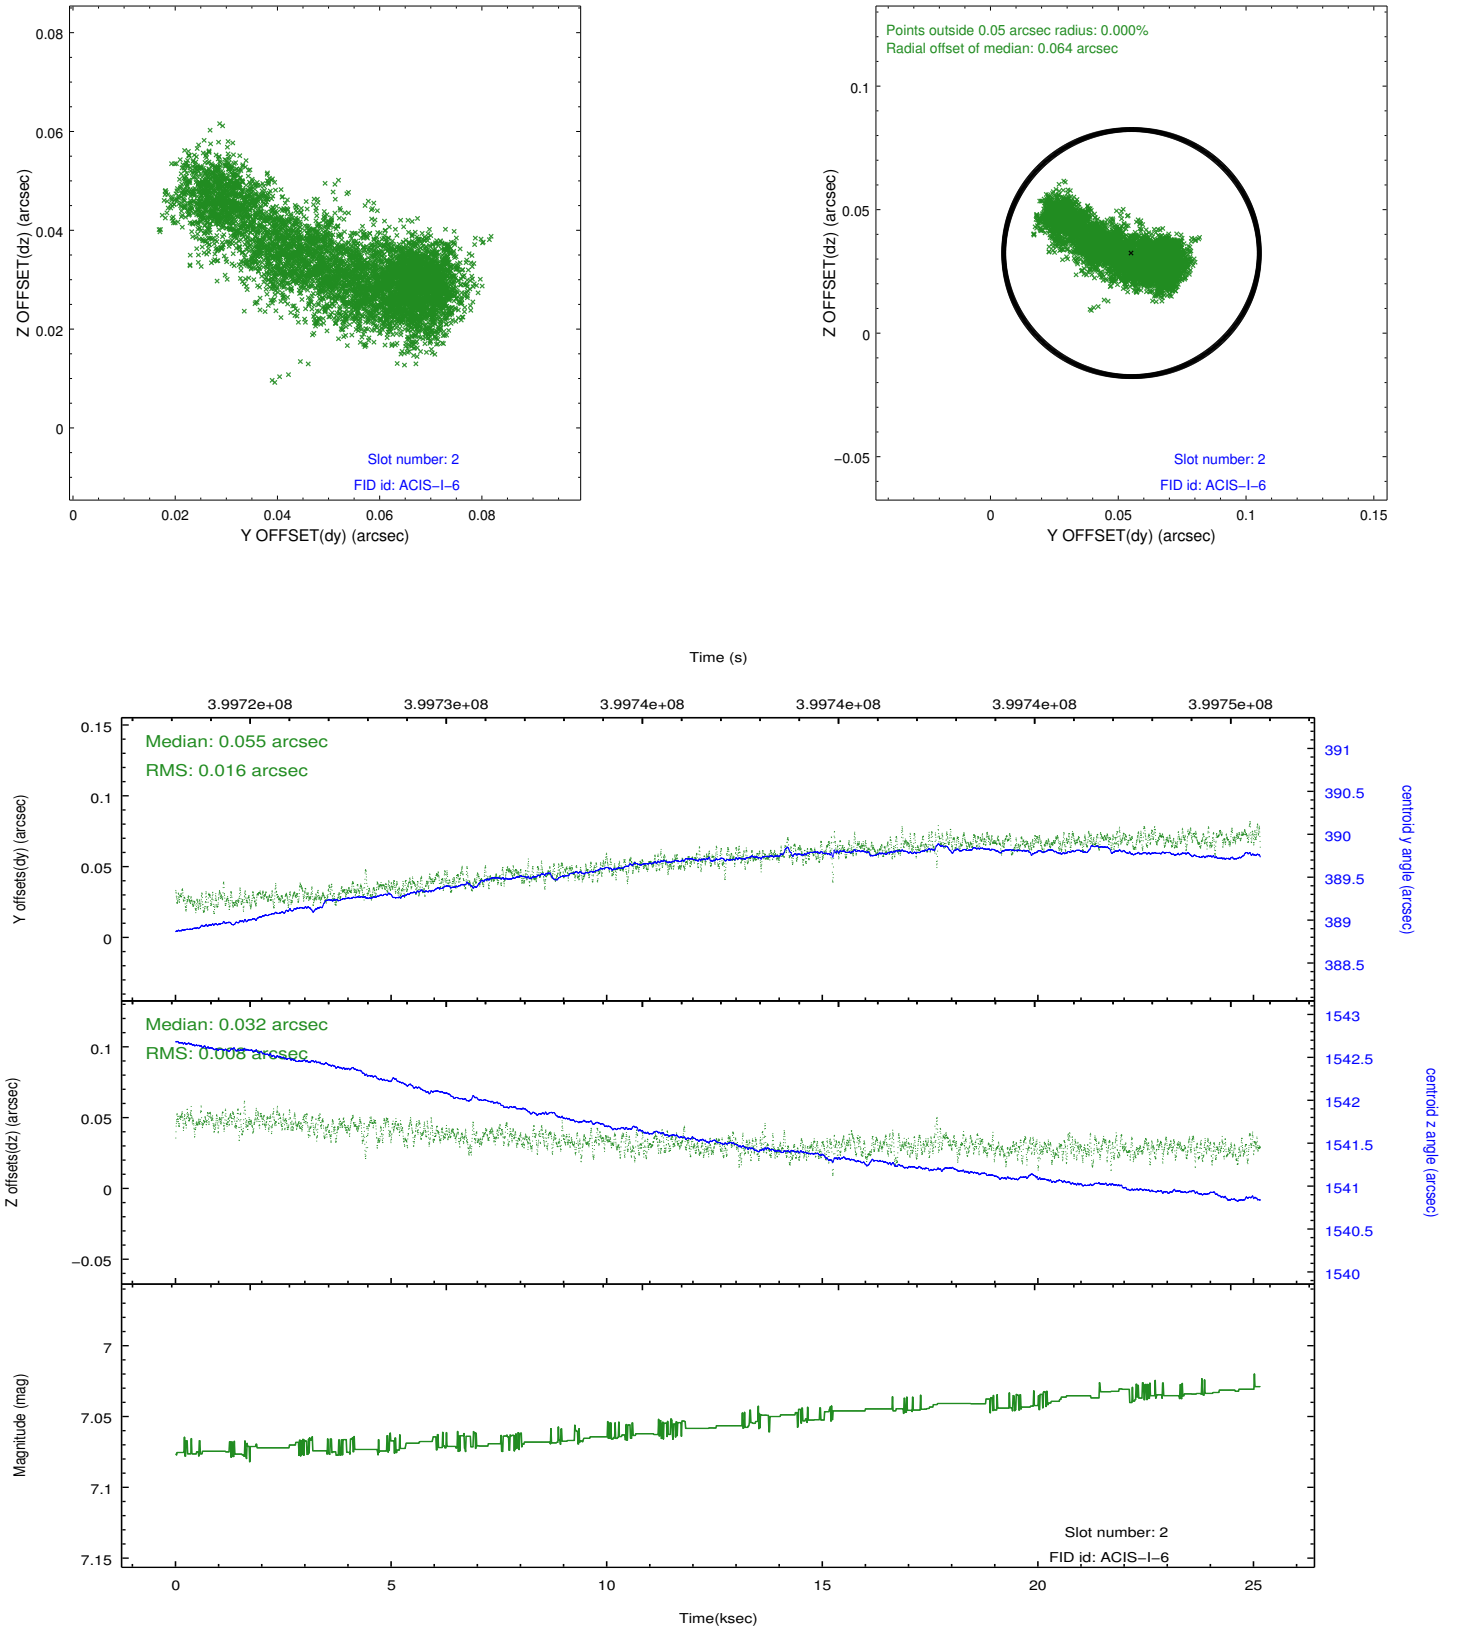 0.08
0.06
0.04
0.02
0
Z OFFSET(dz) (arcsec)
Slot number: 2
FID id: ACIS−I−6
0 0.02 0.04 0.06 0.08
Y OFFSET(dy) (arcsec)
Points outside 0.05 arcsec radius: 0.000%
Radial offset of median: 0.064 arcsec
0.1
0.05
0
−0.05
Z OFFSET(dz) (arcsec)
Slot number: 2
FID id: ACIS−I−6
0 0.05 0.1 0.15
Y OFFSET(dy) (arcsec)
Time (s)
3.9972e+08 3.9973e+08 3.9974e+08 3.9974e+08 3.9974e+08 3.9975e+08
Median: 0.055 arcsec
RMS: 0.016 arcsec
0.15
0.1
0.05
0
Y offsets(dy) (arcsec)
391
390.5
390
389.5
389
388.5
centroid y angle (arcsec)
Median: 0.032 arcsec
RMS: 0.008 arcsec
0.1
0.05
0
−0.05
Z offsets(dz) (arcsec)
1543
1542.5
1542
1541.5
1541
1540.5
1540
centroid z angle (arcsec)
7
7.05
7.1
7.15
Magnitude (mag)
Slot number: 2
FID id: ACIS−I−6
0 5 10 15 20 25
Time(ksec)